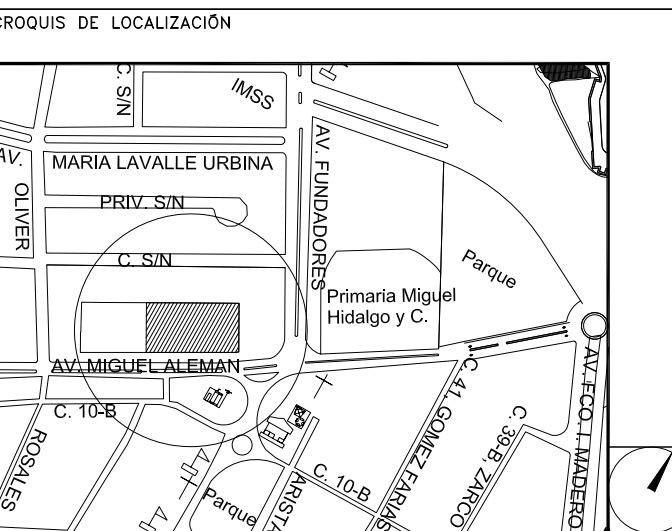 CROQUIS DE LOCALIZACIÓN
C. S/N
IMSS
AV.
MARIA LAVALLE URBINA
AV. FUNDADORES
OLIVER
PRIV. S/N
C. S/N
Parque
Primaria Miguel
Hidalgo y C.
AV. MIGUEL ALEMAN
C. 10-B
ROSALES
C. 41, GOMEZ FARIAS
C. 39-B, ZARCO
AV. FCO. I. MADERO
C. 10-B
Parque
ARISTA